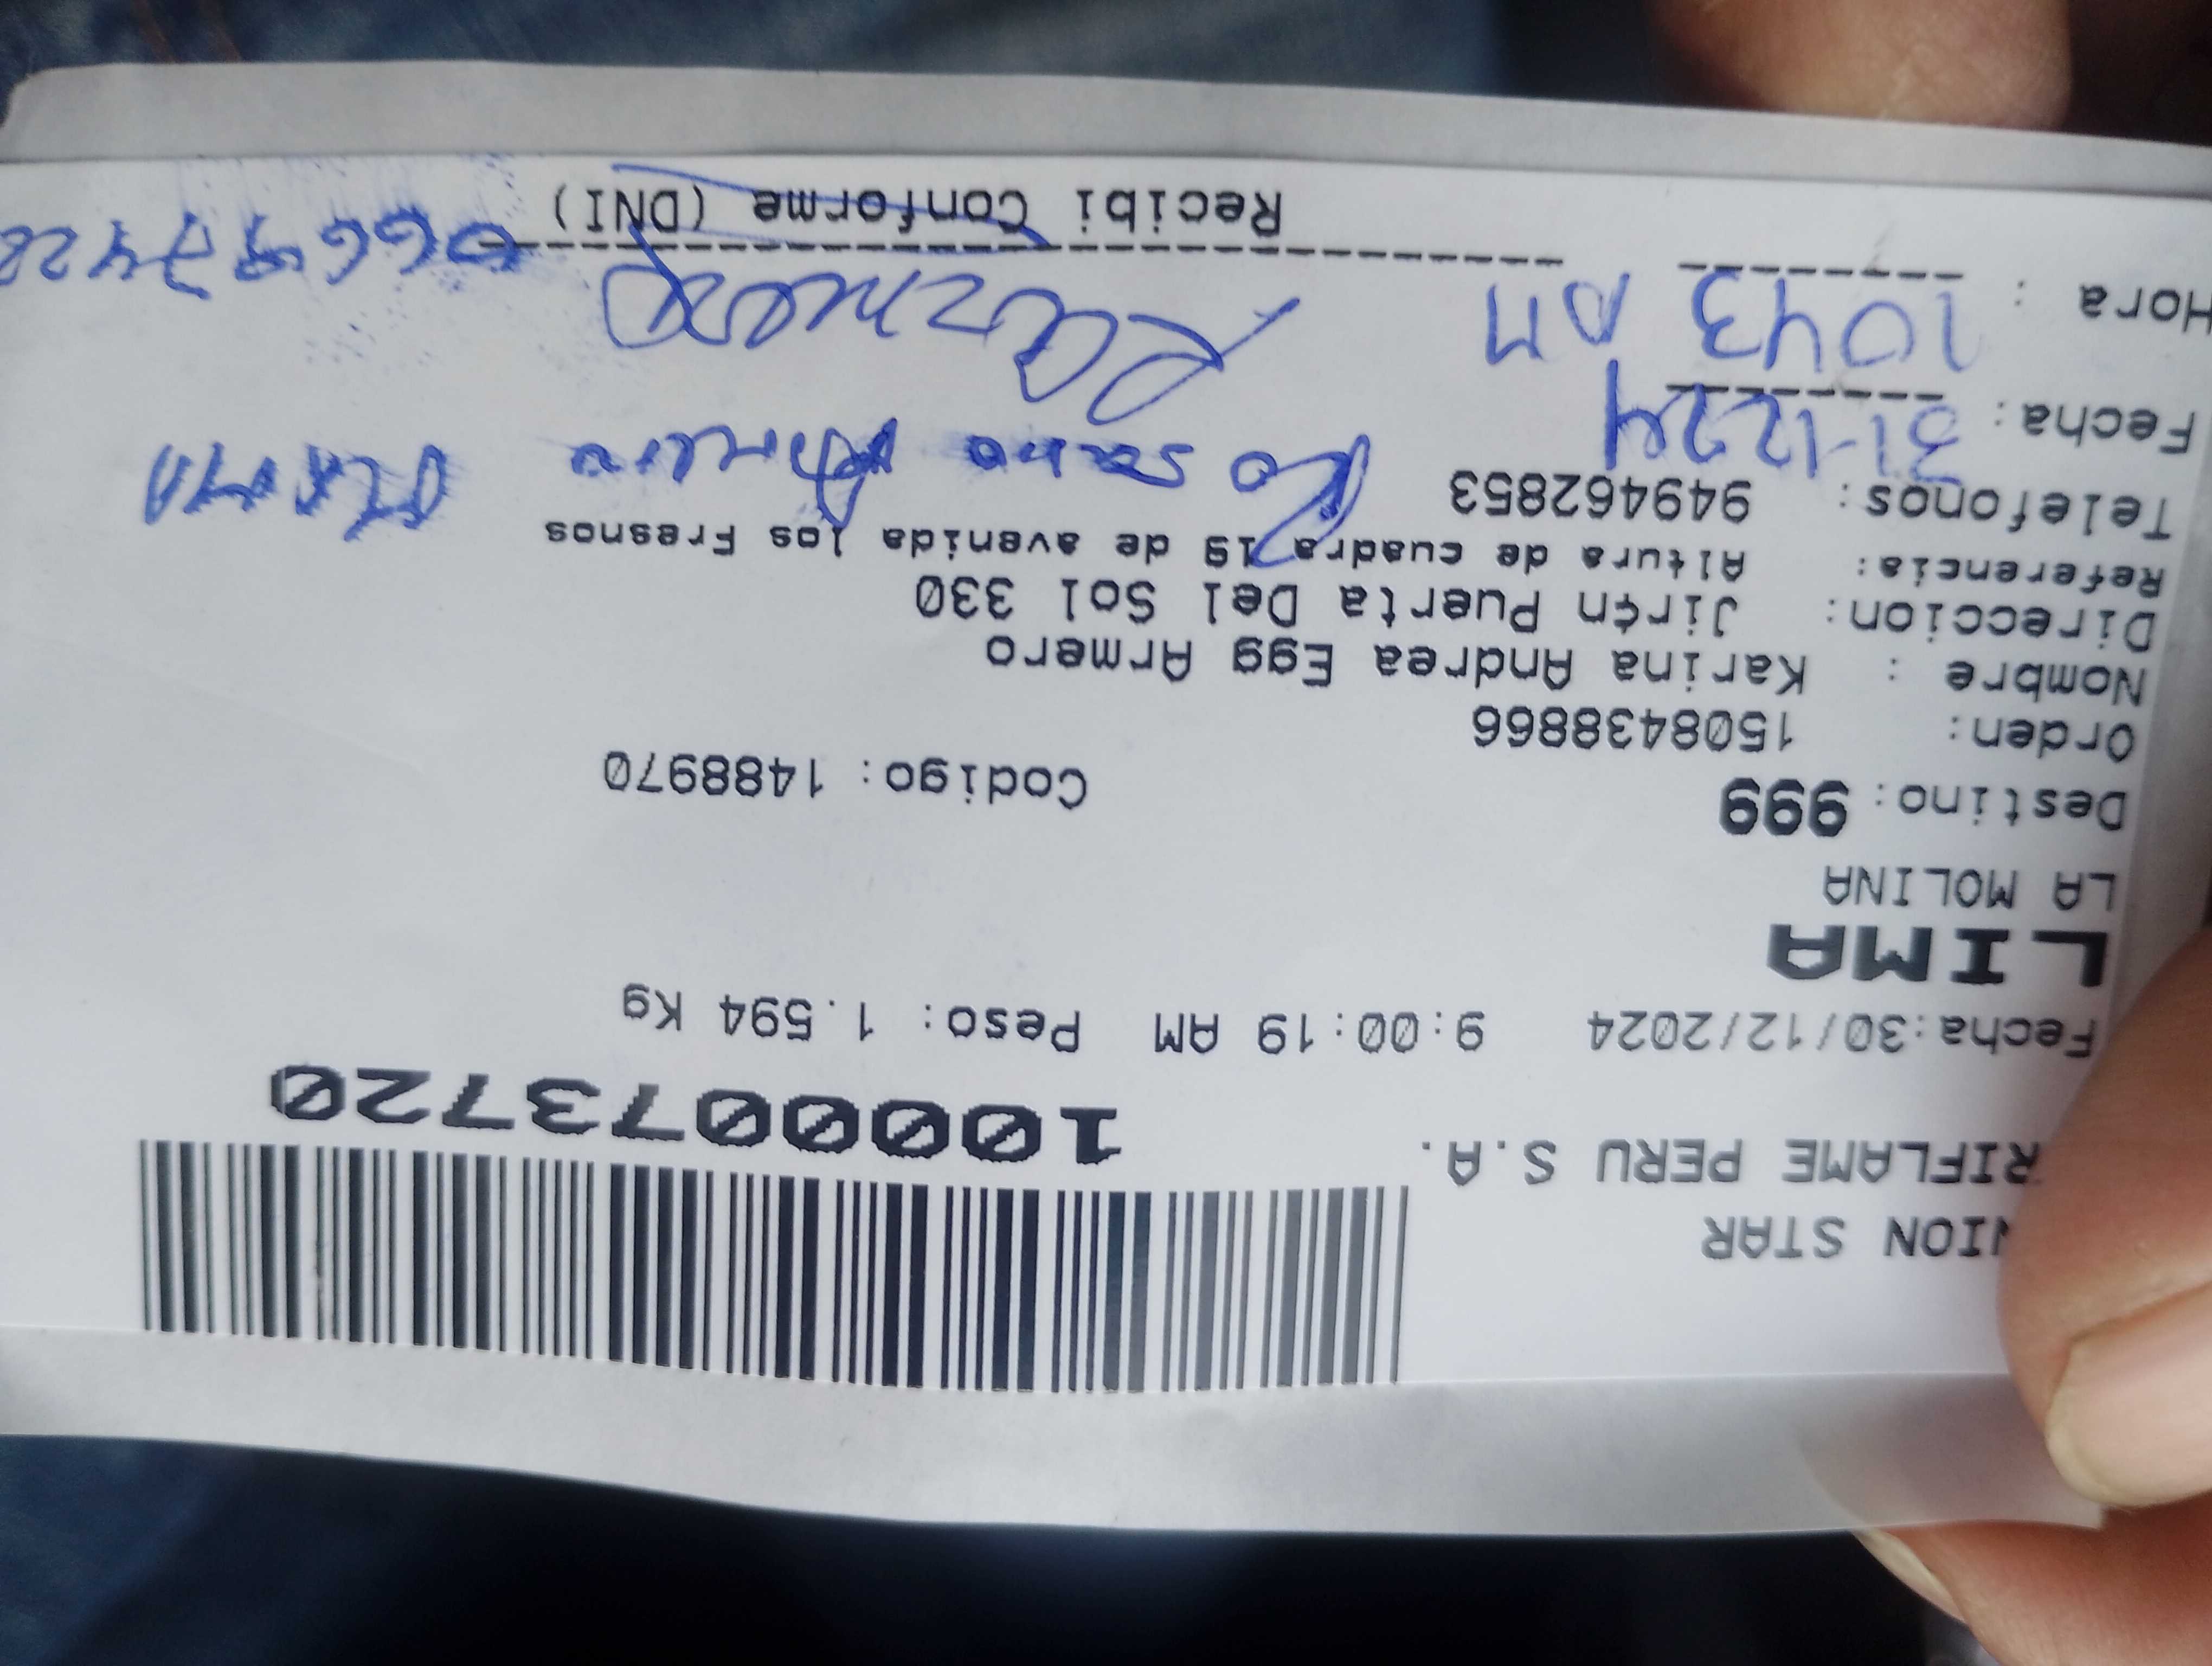 NION STAR
RIFLAME PERU S.A.
1000073720
Fecha:30/12/2024 9:00:19 AM Peso: 1.594 Kg
LIMA
LA MOLINA
Destino: 999 Codigo: 1488970
Orden: 1508438866
Nombre : Karina Andrea Egg Armero
Direccion: Jir¢n Puerta Del Sol 330
Referencia: Altura de cuadra 19 de avenida los Fresnos
Telefonos: 949462853
Fecha: 31-12-24
Hora : 1043 AM
Recibi Conforme (DNI)